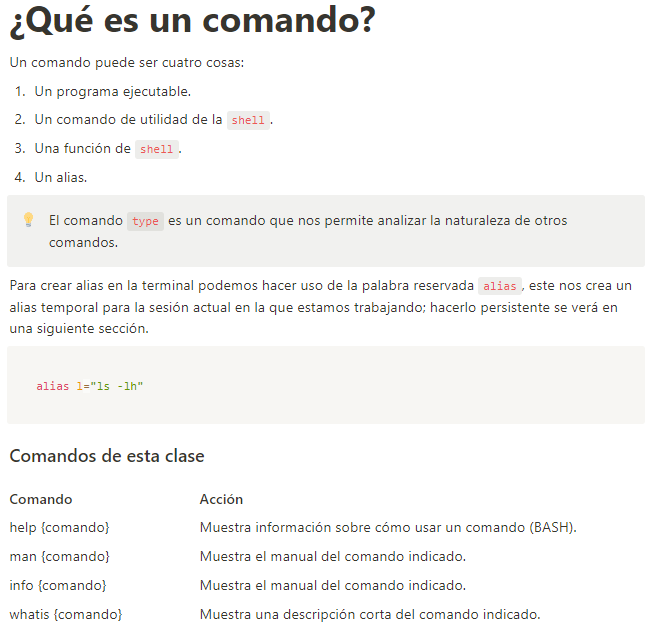 ¿Qué es un comando?
Un comando puede ser cuatro cosas:
1. Un programa ejecutable.
2. Un comando de utilidad de la shell.
3. Una función de shell.
4. Un alias.
El comando type es un comando que nos permite analizar la naturaleza de otros
comandos.
Para crear alias en la terminal podemos hacer uso de la palabra reservada alias, este nos crea un
alias temporal para la sesión actual en la que estamos trabajando; hacerlo persistente se verá en
una siguiente sección.
alias l="ls -lh"
Comandos de esta clase
Comando Acción
help {comando} Muestra información sobre cómo usar un comando (BASH).
man {comando} Muestra el manual del comando indicado.
info {comando} Muestra el manual del comando indicado.
whatis {comando} Muestra una descripción corta del comando indicado.